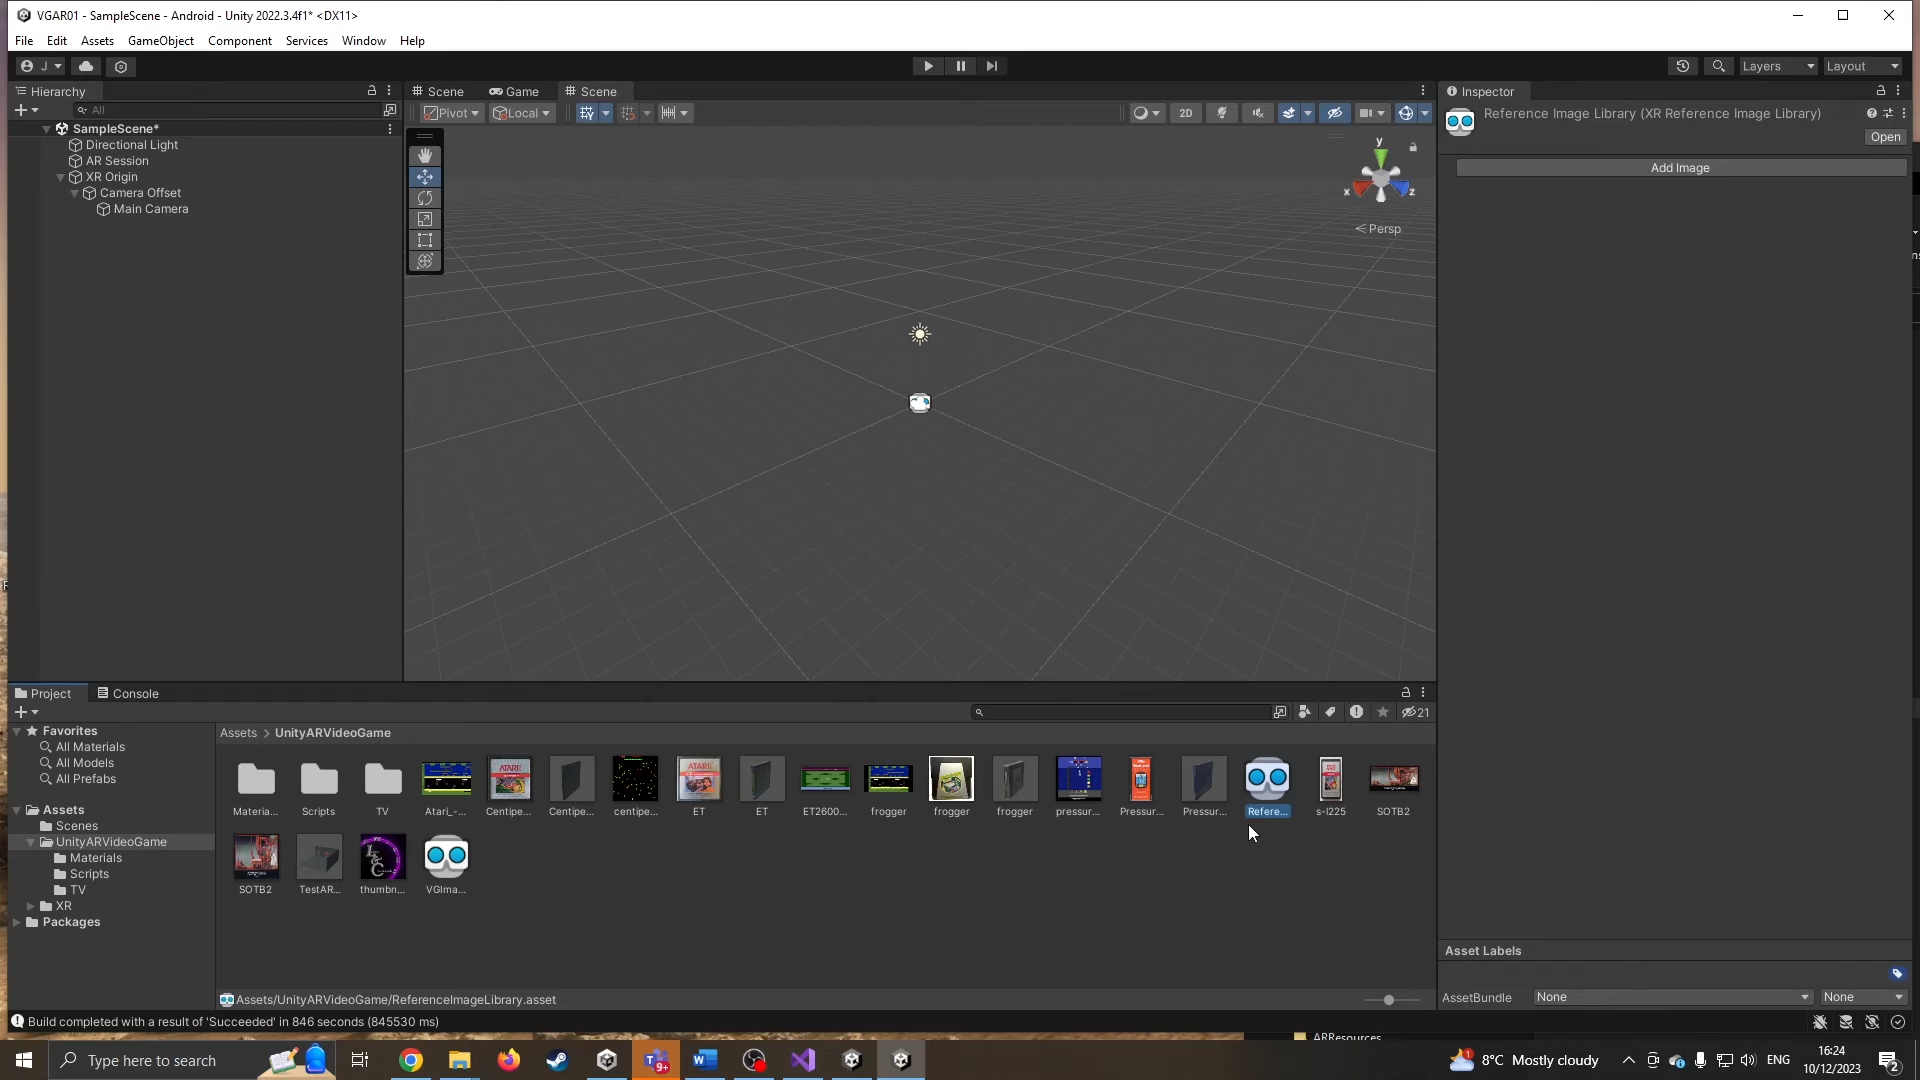 VGAR01 - SampleScene - Android - Unity 2022.3.4f1* <DX11>
File Edit Assets GameObject Component Services Window Help
J Layers Layout
Hierarchy
All
SampleScene*
Directional Light
AR Session
XR Origin
Camera Offset
Main Camera
Scene Game Scene
Pivot Local 2D
y
x z
Persp
Inspector
Reference Image Library (XR Reference Image Library)
Open
Add Image
Asset Labels
AssetBundle None None
Project Console
21
Favorites
All Materials
All Models
All Prefabs
Assets
Scenes
UnityARVideoGame
Materials
Scripts
TV
XR
Packages
Assets > UnityARVideoGame
Materia... Scripts TV Atari_-... Centipe... Centipe... centipe... ET ET ET2600... frogger frogger frogger pressur... Pressur... Pressur... Refere... s-l225 SOTB2
SOTB2 TestAR... thumbn... VGIma...
Assets/UnityARVideoGame/ReferenceImageLibrary.asset
Build completed with a result of 'Succeeded' in 846 seconds (845530 ms)
ARResources
Type here to search
9+
8°C Mostly cloudy
ENG
16:24
10/12/2023
2